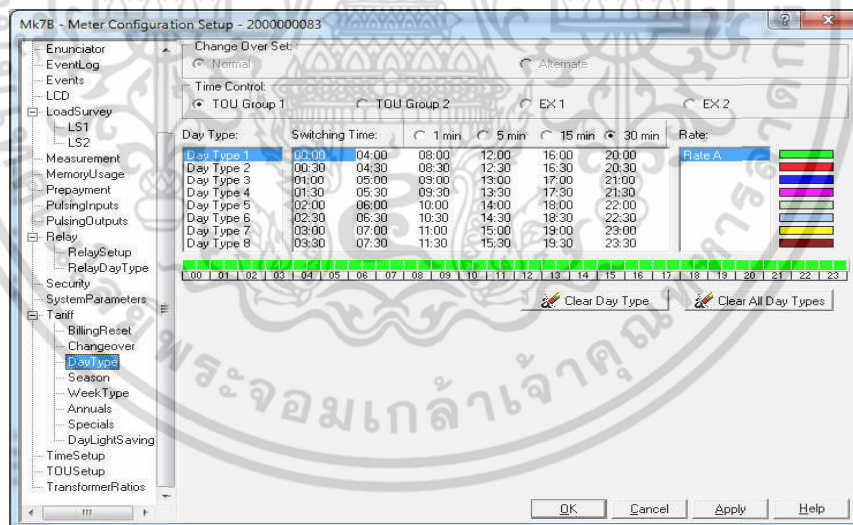 Mk7B - Meter Configuration Setup - 2000000083
Enunciator
EventLog
Events
LCD
LoadSurvey
LS1
LS2
Measurement
MemoryUsage
Prepayment
PulsingInputs
PulsingOutputs
Relay
RelaySetup
RelayDayType
Security
SystemParameters
Tariff
BillingReset
Changeover
DayType
Season
WeekType
Annuals
Specials
DayLightSaving
TimeSetup
TOUSetup
TransformerRatios
Change Over Set:
Normal Alternate
Time Control:
TOU Group 1 TOU Group 2 EX 1 EX 2
Day Type: Switching Time: 1 min 5 min 15 min 30 min Rate:
Day Type 1 00:00 04:00 08:00 12:00 16:00 20:00 Rate A
Day Type 2 00:30 04:30 08:30 12:30 16:30 20:30
Day Type 3 01:00 05:00 09:00 13:00 17:00 21:00
Day Type 4 01:30 05:30 09:30 13:30 17:30 21:30
Day Type 5 02:00 06:00 10:00 14:00 18:00 22:00
Day Type 6 02:30 06:30 10:30 14:30 18:30 22:30
Day Type 7 03:00 07:00 11:00 15:00 19:00 23:00
Day Type 8 03:30 07:30 11:30 15:30 19:30 23:30
00 01 02 03 04 05 06 07 08 09 10 11 12 13 14 15 16 17 18 19 20 21 22 23
Clear Day Type Clear All Day Types
OK Cancel Apply Help